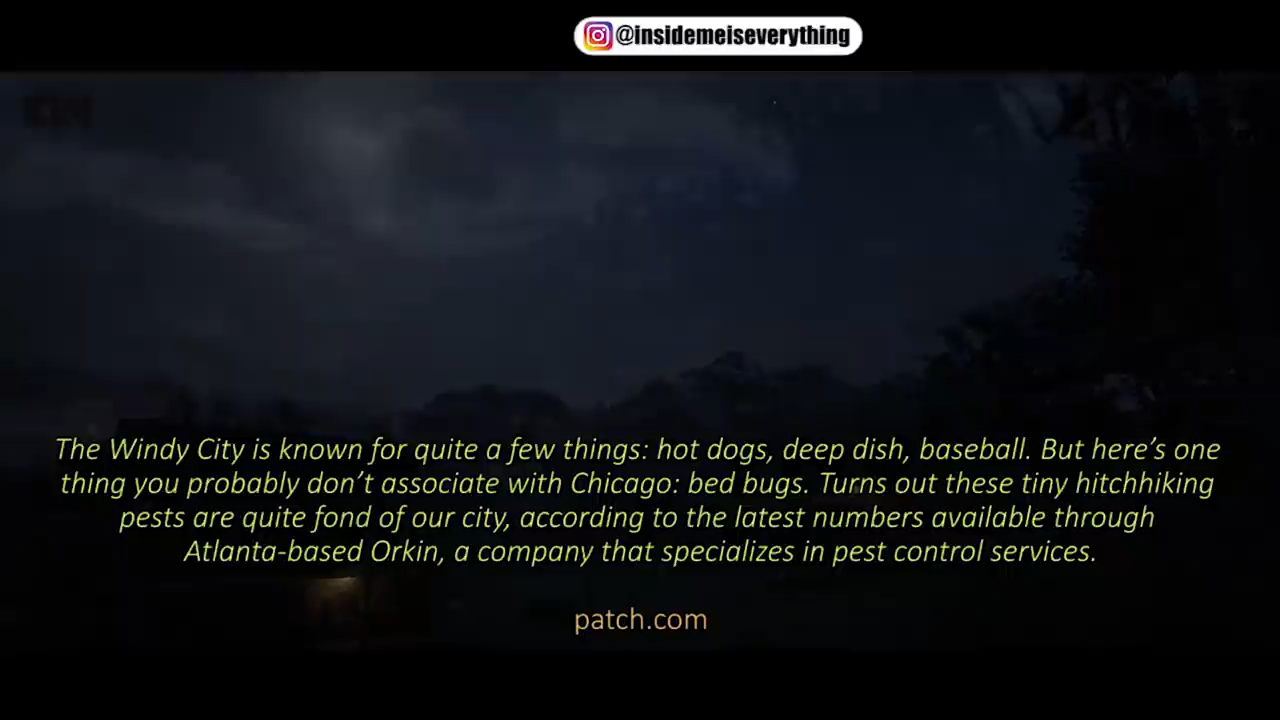 @insidemeiseverything
The Windy City is known for quite a few things: hot dogs, deep dish, baseball. But here’s one
thing you probably don’t associate with Chicago: bed bugs. Turns out these tiny hitchhiking
pests are quite fond of our city, according to the latest numbers available through
Atlanta-based Orkin, a company that specializes in pest control services.
patch.com